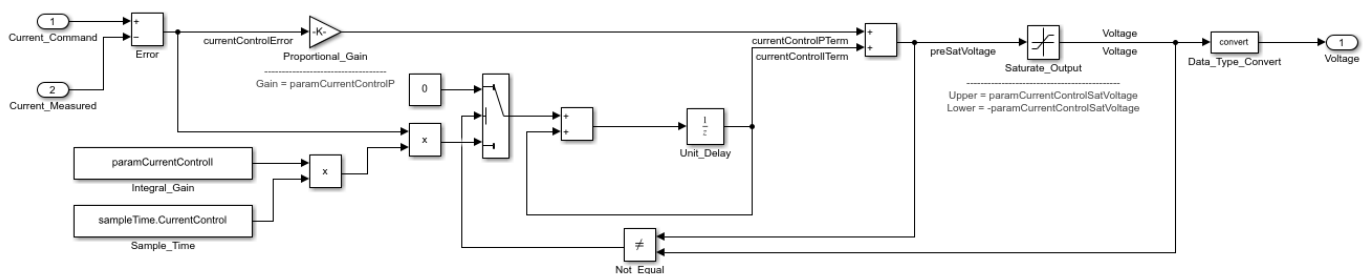 1
Current_Command
2
Current_Measured
+
−
Error
currentControlError
-K-
Proportional_Gain
--------------------------------------
Gain = paramCurrentControlP
paramCurrentControlI
Integral_Gain
sampleTime.CurrentControl
Sample_Time
x
x
0
+
+
1
z
Unit_Delay
currentControlPTerm
currentControlITerm
+
+
preSatVoltage
Saturate_Output
------------------------------------------------
Upper = paramCurrentControlSatVoltage
Lower = -paramCurrentControlSatVoltage
Voltage
Voltage
convert
Data_Type_Convert
1
Voltage
≠
Not_Equal